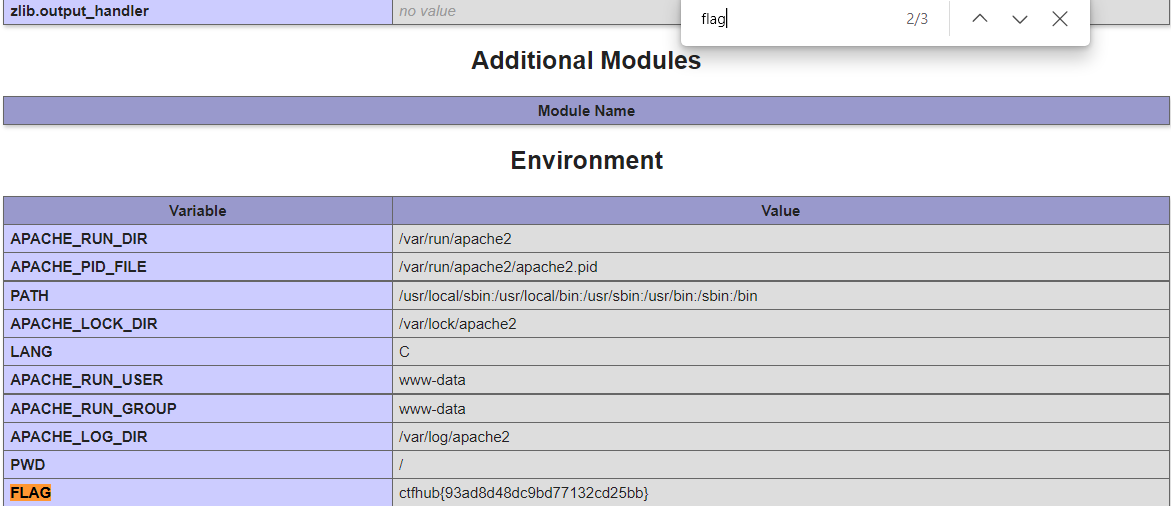 zlib.output_handler no value
flag 2/3
Additional Modules
Module Name
Environment
Variable Value
APACHE_RUN_DIR /var/run/apache2
APACHE_PID_FILE /var/run/apache2/apache2.pid
PATH /usr/local/sbin:/usr/local/bin:/usr/sbin:/usr/bin:/sbin:/bin
APACHE_LOCK_DIR /var/lock/apache2
LANG C
APACHE_RUN_USER www-data
APACHE_RUN_GROUP www-data
APACHE_LOG_DIR /var/log/apache2
PWD /
FLAG ctfhub{93ad8d48dc9bd77132cd25bb}